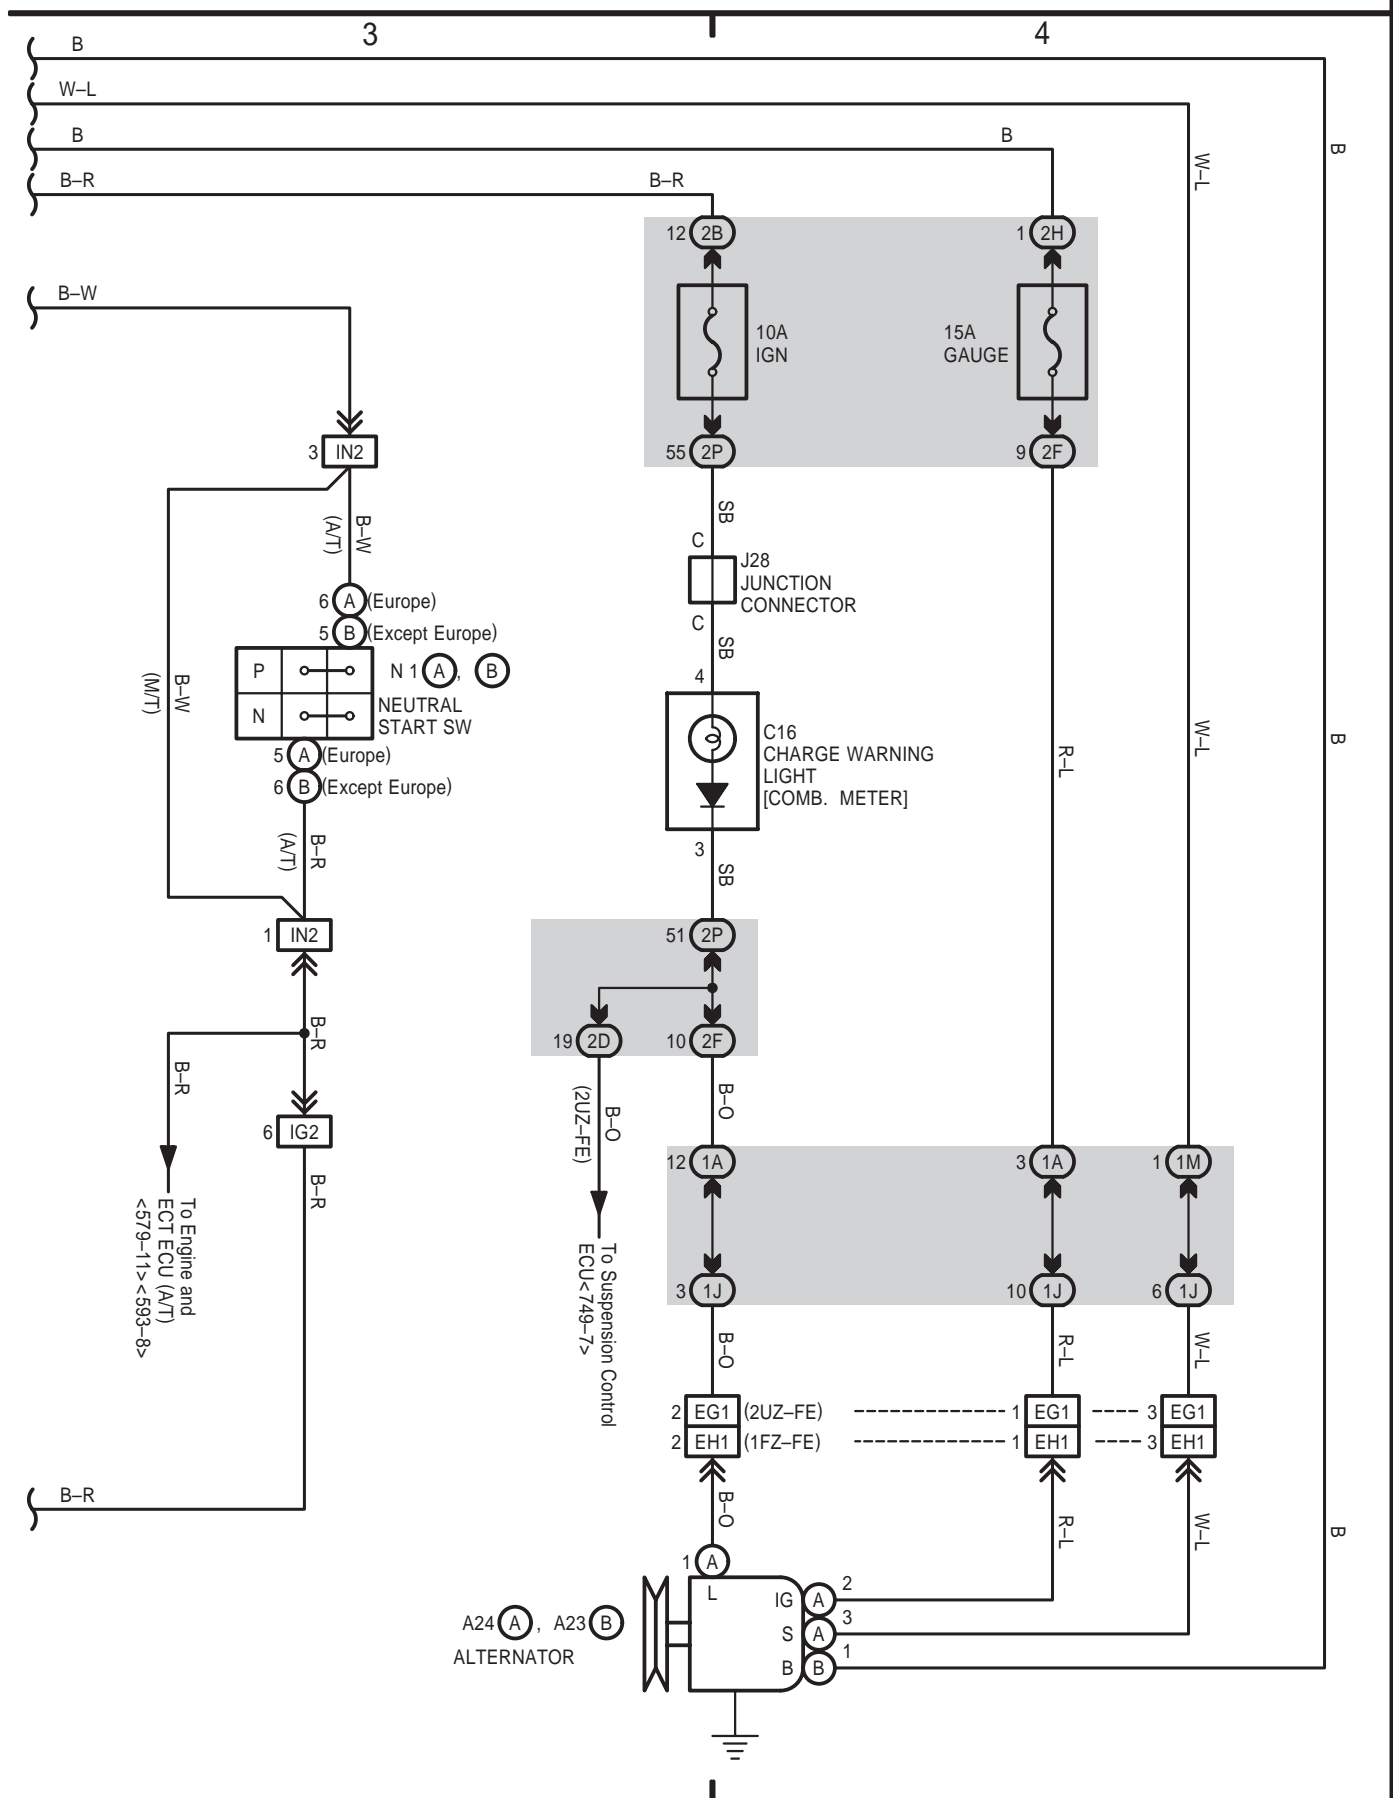 3
4
B
W–L
B
B
B–R
B–R
W–L
B
12 2B
1 2H
B–W
10A
IGN
15A
GAUGE
3 IN2
55 2P
9 2F
SB
B–W
(A/T)
C
J28
JUNCTION
CONNECTOR
C
SB
6 A (Europe)
5 B (Except Europe)
P
N
N 1 A , B
NEUTRAL
START SW
B–W
(M/T)
4
C16
CHARGE WARNING
LIGHT
[COMB. METER]
3
SB
R–L
W–L
B
5 A (Europe)
6 B (Except Europe)
B–R
(A/T)
1 IN2
51 2P
19 2D
10 2F
B–R
B–R
6 IG2
B–R
To Engine and
ECT ECU (A/T)
<579–11><593–8>
B–O
(2UZ–FE)
To Suspension Control
ECU<749–7>
B–O
12 1A
3 1A
1 1M
3 1J
10 1J
6 1J
B–O
R–L
W–L
2 EG1 (2UZ–FE)
1 EG1
3 EG1
2 EH1 (1FZ–FE)
1 EH1
3 EH1
B–R
B–O
R–L
W–L
B
1 A
L
IG A 2
S A 3
B B 1
A24 A , A23 B
ALTERNATOR